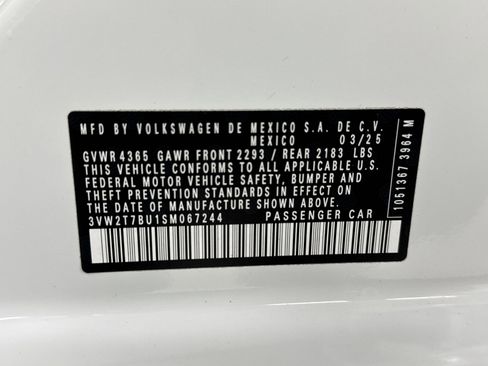 MFD BY VOLKSWAGEN DE MEXICO S.A. DE C.V.
MEXICO 03/25
GVWR 4365 GAWR FRONT 2293 / REAR 2183 LBS
THIS VEHICLE CONFORMS TO ALL APPLICABLE U.S.
FEDERAL MOTOR VEHICLE SAFETY, BUMPER AND
THEFT PREVENTION STANDARDS IN EFFECT ON
THE DATE OF MANUFACTURE SHOWN ABOVE.
3VW2T7BU1SM067244 PASSENGER CAR
1051367 3964 M